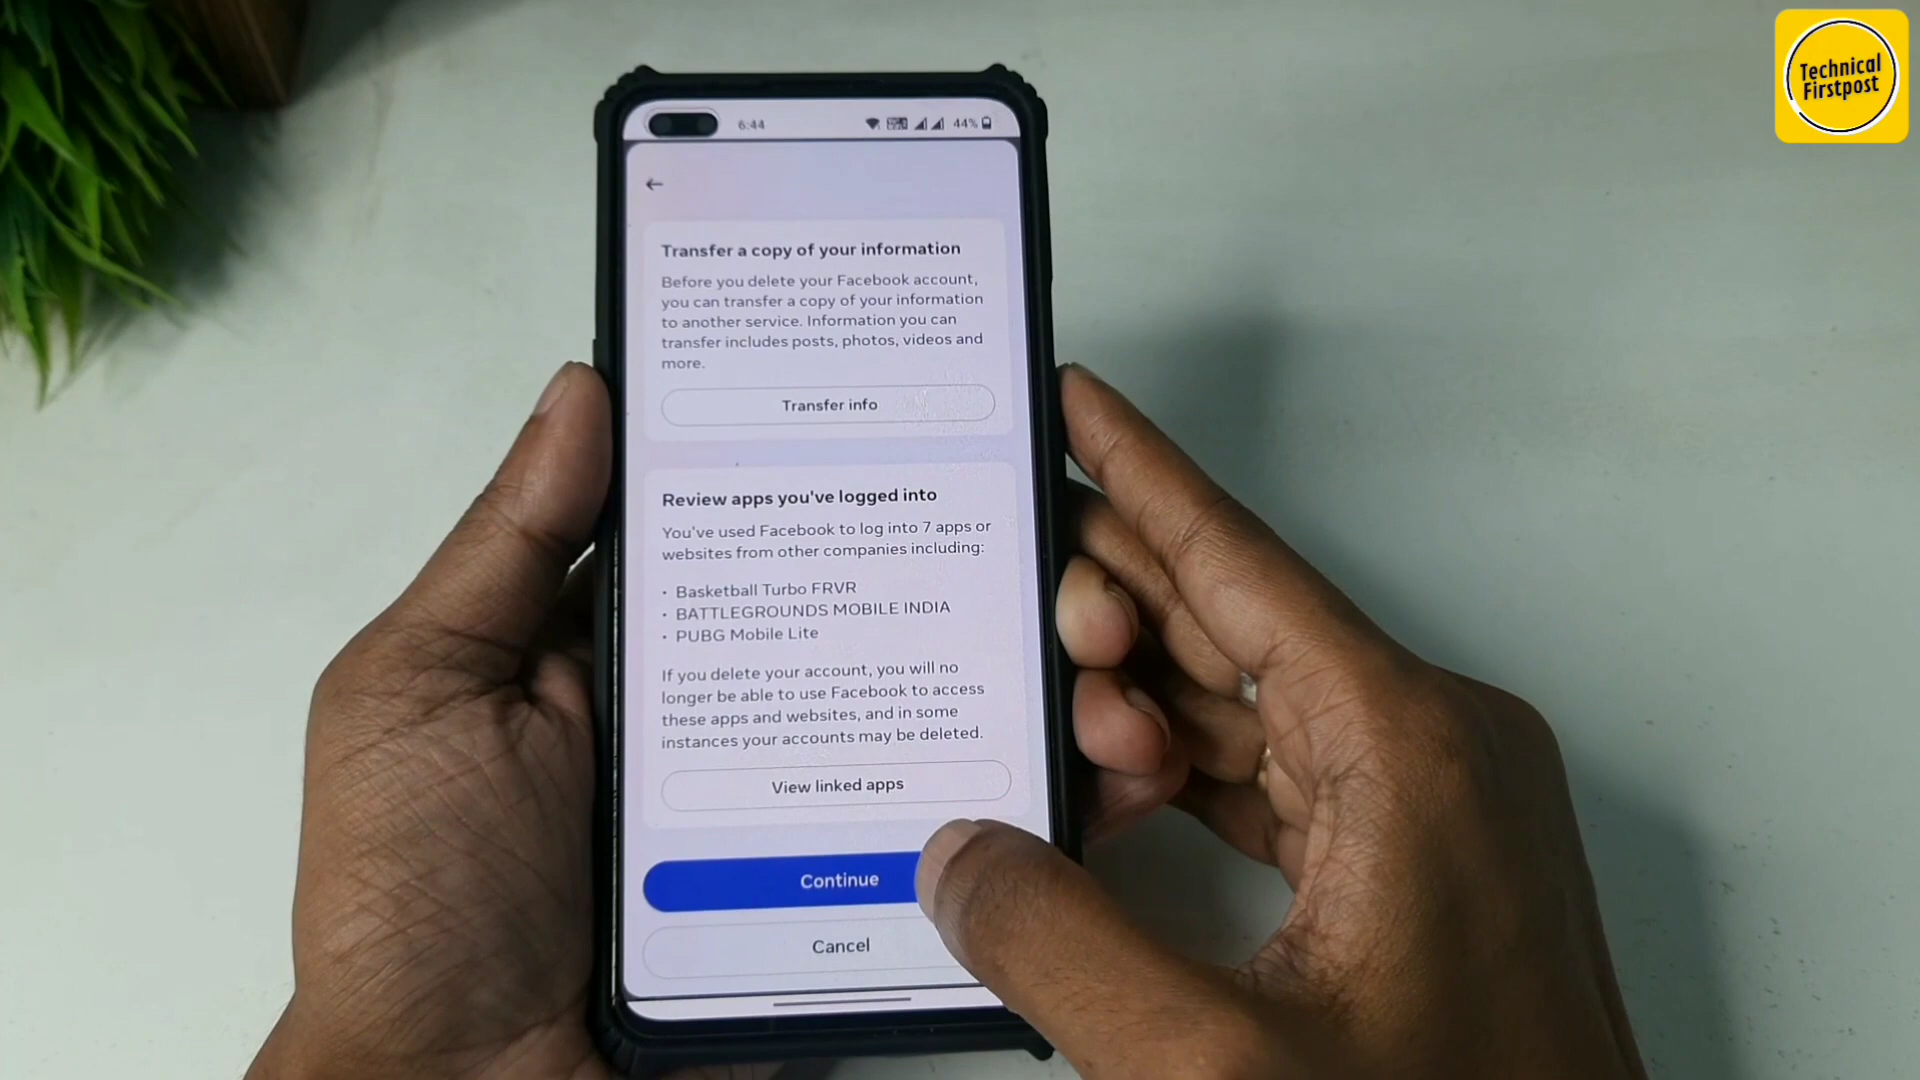 Technical
Firstpost
6:44
44%
Transfer a copy of your information
Before you delete your Facebook account,
you can transfer a copy of your information
to another service. Information you can
transfer includes posts, photos, videos and
more.
Transfer info
Review apps you've logged into
You've used Facebook to log into 7 apps or
websites from other companies including:
• Basketball Turbo FRVR
• BATTLEGROUNDS MOBILE INDIA
• PUBG Mobile Lite
If you delete your account, you will no
longer be able to use Facebook to access
these apps and websites, and in some
instances your accounts may be deleted.
View linked apps
Continue
Cancel